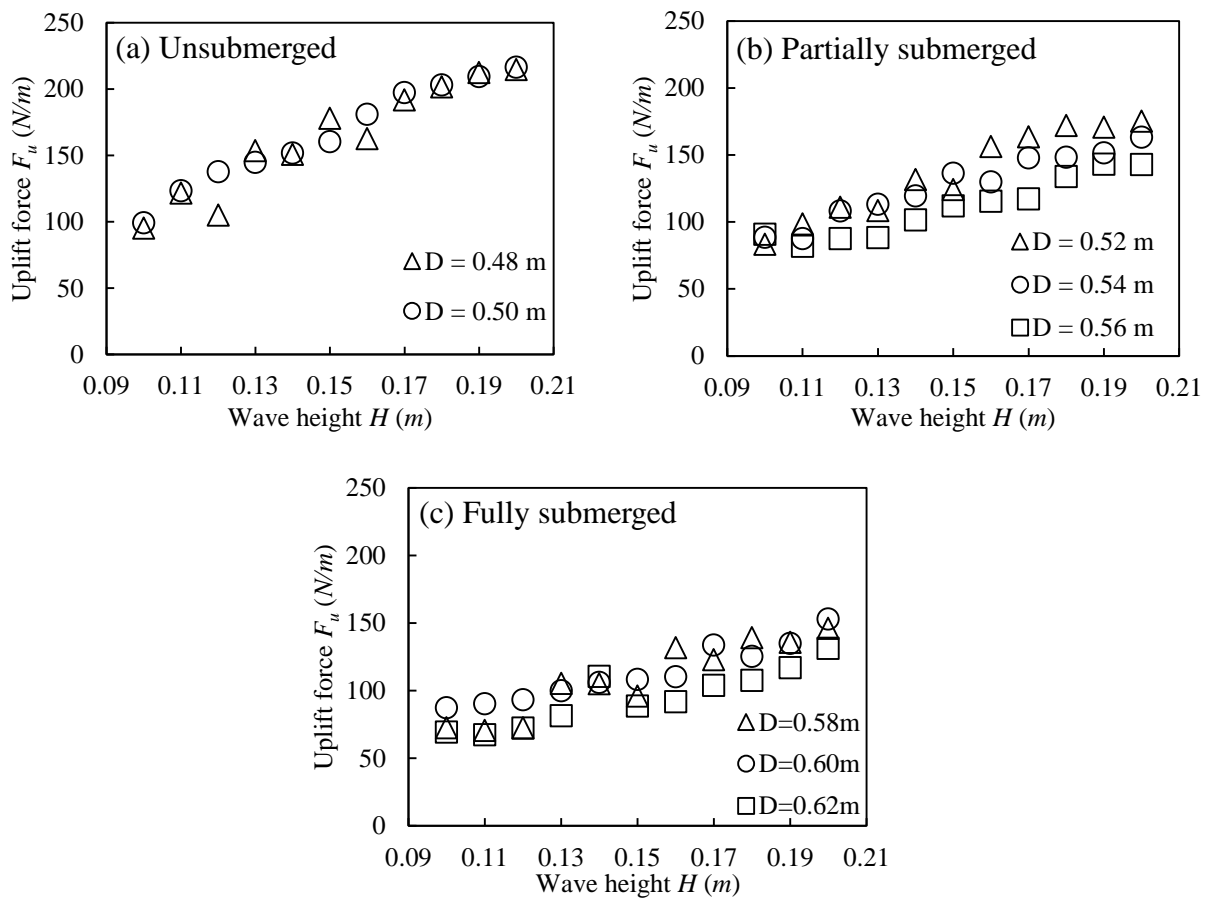 (a) Unsubmerged
Uplift force F_u (N/m)
250
200
150
100
50
0
D = 0.48 m
D = 0.50 m
0.09 0.11 0.13 0.15 0.17 0.19 0.21
Wave height H (m)
(b) Partially submerged
Uplift force F_u (N/m)
250
200
150
100
50
0
D = 0.52 m
D = 0.54 m
D = 0.56 m
0.09 0.11 0.13 0.15 0.17 0.19 0.21
Wave height H (m)
(c) Fully submerged
Uplift force F_u (N/m)
250
200
150
100
50
0
D=0.58m
D=0.60m
D=0.62m
0.09 0.11 0.13 0.15 0.17 0.19 0.21
Wave height H (m)